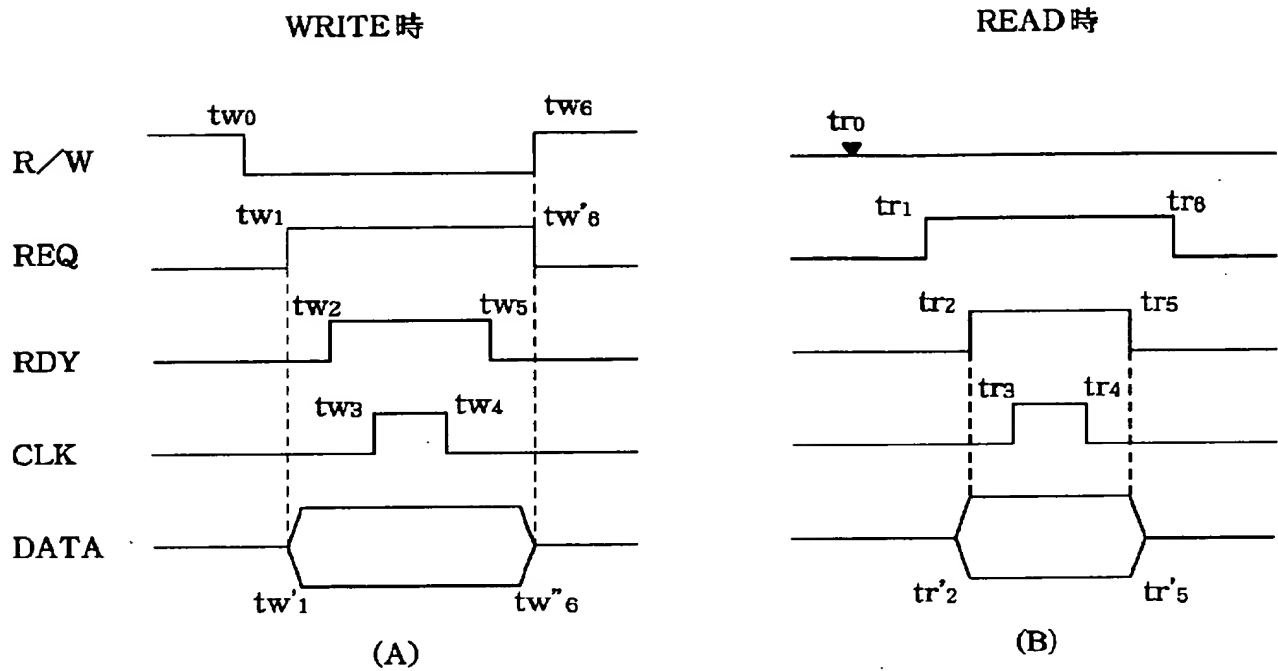 WRITE時
READ時
tw0
tw6
R／W
tr0
tw1
tw'6
REQ
tr1
tr6
tw2
tw5
RDY
tr2
tr5
tw3
tw4
CLK
tr3
tr4
DATA
tw'1
tw"6
tr'2
tr'5
(A)
(B)